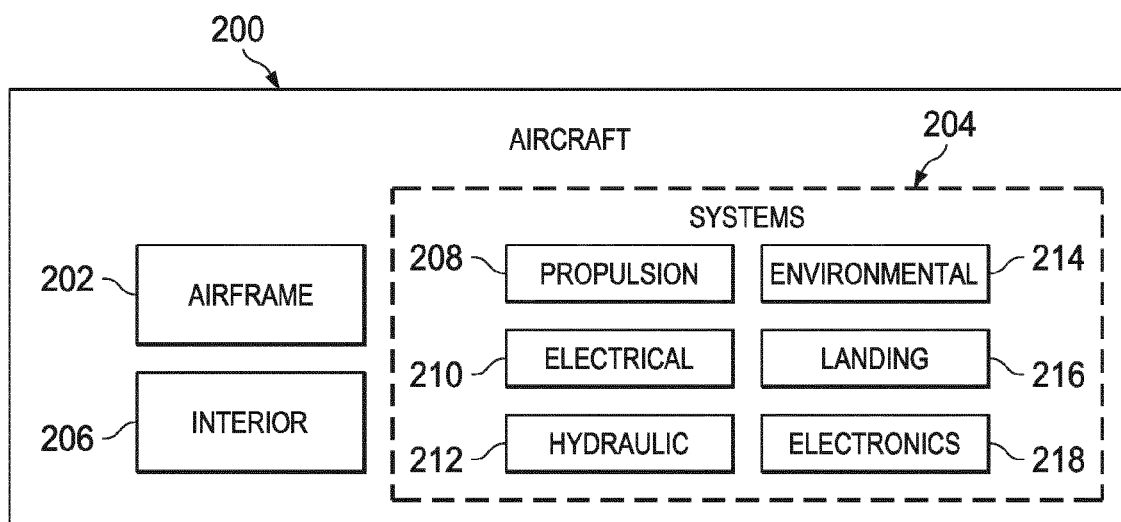 200
AIRCRAFT
204
SYSTEMS
202 AIRFRAME
208 PROPULSION ENVIRONMENTAL 214
210 ELECTRICAL LANDING 216
206 INTERIOR
212 HYDRAULIC ELECTRONICS 218